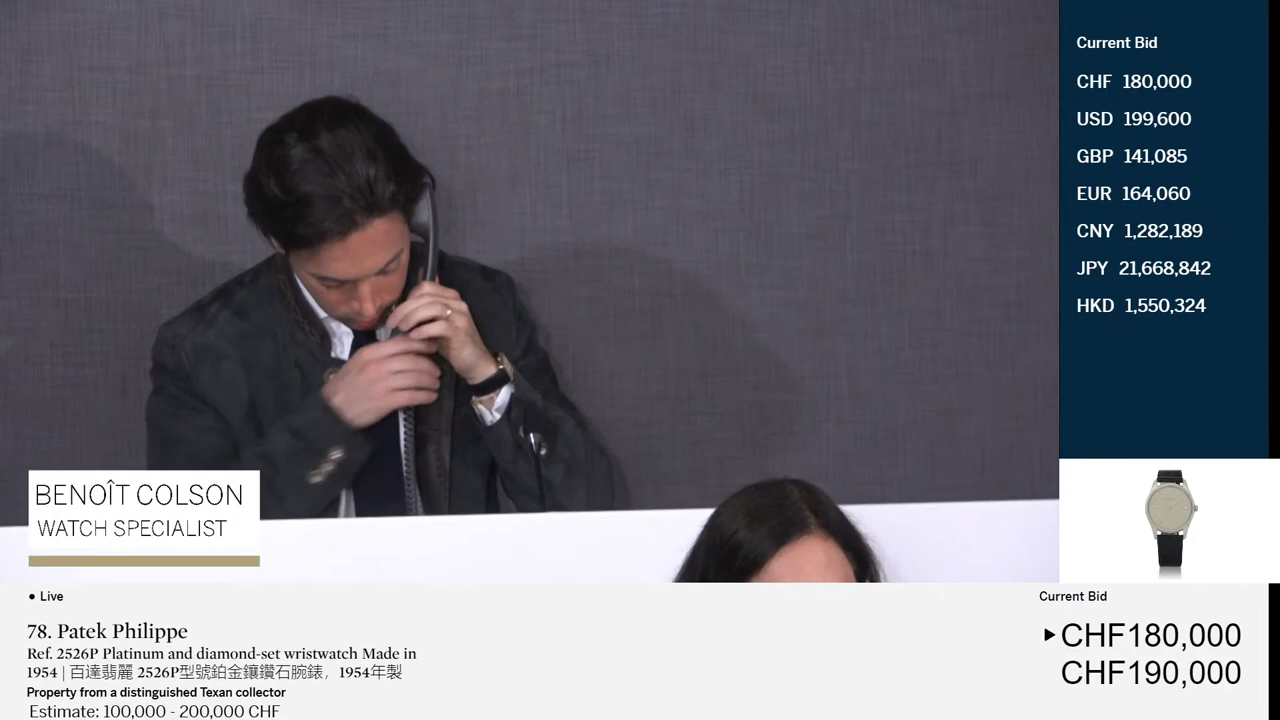 Current Bid
CHF 180,000
USD 199,600
GBP 141,085
EUR 164,060
CNY 1,282,189
JPY 21,668,842
HKD 1,550,324
BENOÎT COLSON
WATCH SPECIALIST
• Live
78. Patek Philippe
Ref. 2526P Platinum and diamond-set wristwatch Made in
1954 | 百達翡麗 2526P型號鉑金鑲鑽石腕錶，1954年製
Property from a distinguished Texan collector
Estimate: 100,000 - 200,000 CHF
Current Bid
CHF180,000
CHF190,000